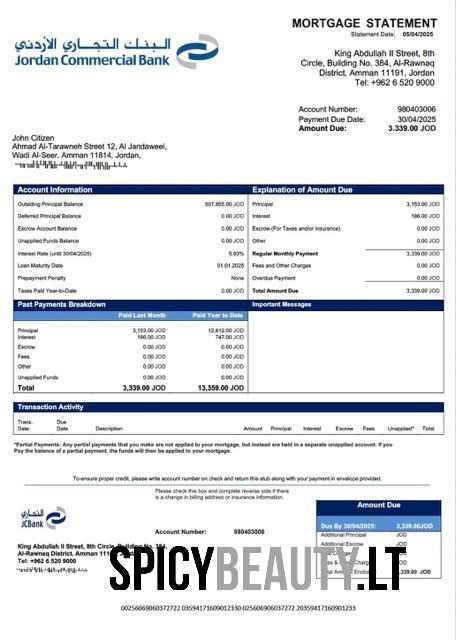 البنك التجاري الأردني
Jordan Commercial Bank
MORTGAGE STATEMENT
Statement Date: 05/04/2025
King Abdullah II Street, 8th
Circle, Building No. 384, Al-Rawnaq
District, Amman 11191, Jordan
Tel: +962 6 520 9000
Account Number: 980403006
Payment Due Date: 30/04/2025
Amount Due: 3.339.00 JOD
John Citizen
Ahmad Al-Tarawneh Street 12, Al Jandaweel,
Wadi Al-Seer, Amman 11814, Jordan,
Account Information
Outsiding Principal Balance 507,855.00 JOD
Deferred Principal Balance 0.00 JOD
Escrow Account Balance 0.00 JOD
Unapplied Funds Balance 0.00 JOD
Interest Rate (until 30/04/2025) 5.93%
Loan Maturity Date 01.01.2025
Prepayment Penalty None
Taxes Paid Year-to-Date 0.00 JOD
Explanation of Amount Due
Principal 3,153.00 JOD
Interest 186.00 JOD
Escrow (For Taxes and/or insurance) 0.00 JOD
Other 0.00 JOD
Regular Monthly Payment 3,339.00 JOD
Fees and Other Charges 0.00 JOD
Overdue Payment 0.00 JOD
Total Amount Due 3,339.00 JOD
Past Payments Breakdown
Paid Last Month Paid Year to Date
Principal 3,153.00 JOD 12,612.00 JOD
Interest 186.00 JOD 747.00 JOD
Escrow 0.00 JOD 0.00 JOD
Fees 0.00 JOD 0.00 JOD
Other 0.00 JOD 0.00 JOD
Unapplied Funds 0.00 JOD 0.00 JOD
Total 3,339.00 JOD 13,359.00 JOD
Important Messages
Transaction Activity
Trans. Date Due Date Description Amount Principal Interest Escrow Fees Unapplied* Total
*Partial Payments: Any partial payments that you make are not applied to your mortgage, but instead are held in a separate unapplied account. If you
Pay the balance of a partial payment, the funds will then be applied to your mortgage.
To ensure proper credit, please write account number on check and return this stub along with your payment in envelope provided.
Please check this box and complete reverse side if there
is a change in billing address or insurance information.
التجاري
JCBank
Account Number: 980403006
King Abdullah II Street, 8th Circle, Building No. 384,
Al-Rawnaq District, Amman 11191,
Tel: +962 6 520 9000
Amount Due
Due By 30/04/2025: 3,339.00JOD
Additional Principal JOD
Additional Escrow JOD
JOD
JOD
339.00 JOD
SPICYBEAUTY.LT
0025606906037272 2 03594171609012330 0256069060372722 20359417160901233